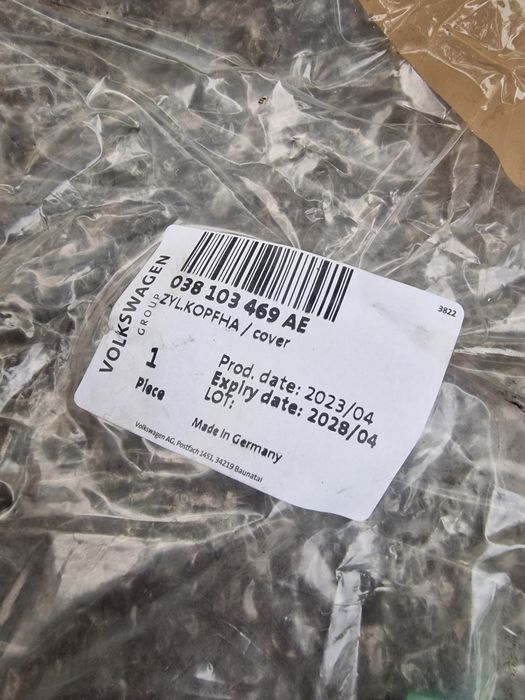 3822
VOLKSWAGEN
GROUP
038 103 469 AE
ZYL.KOPFHA / cover
1
Piece
Prod. date: 2023/04
Expiry date: 2028/04
LOT:
Made in Germany
Volkswagen AG, Postfach 1451, 34219 Baunatal